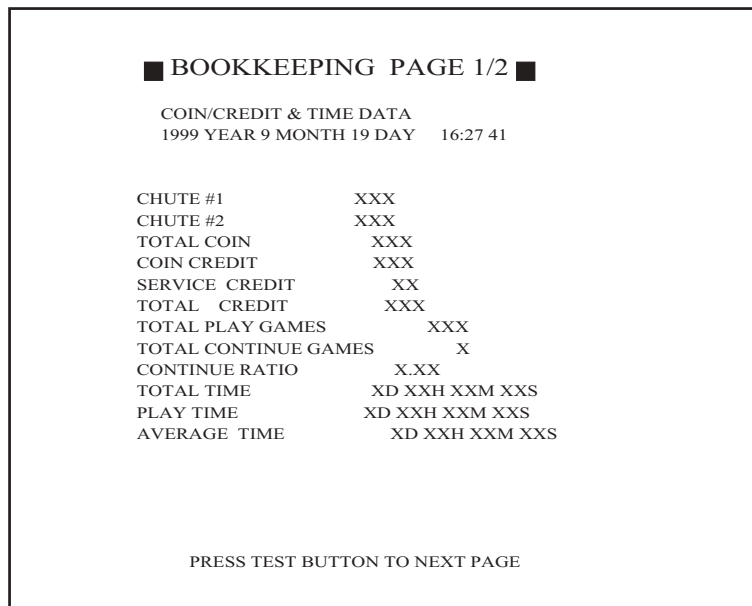 ■ BOOKKEEPING PAGE 1/2 ■
COIN/CREDIT & TIME DATA
1999 YEAR 9 MONTH 19 DAY 16:27 41
CHUTE #1 XXX
CHUTE #2 XXX
TOTAL COIN XXX
COIN CREDIT XXX
SERVICE CREDIT XX
TOTAL CREDIT XXX
TOTAL PLAY GAMES XXX
TOTAL CONTINUE GAMES X
CONTINUE RATIO X.XX
TOTAL TIME XD XXH XXM XXS
PLAY TIME XD XXH XXM XXS
AVERAGE TIME XD XXH XXM XXS
PRESS TEST BUTTON TO NEXT PAGE